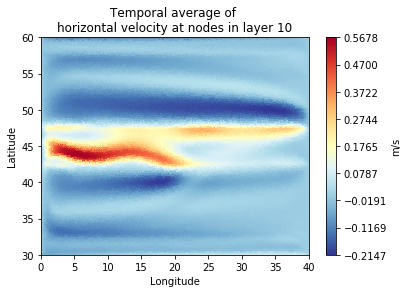 Temporal average of
horizontal velocity at nodes in layer 10
60
55
50
45
40
35
30
Latitude
0 5 10 15 20 25 30 35 40
Longitude
0.5678
0.4700
0.3722
0.2744
0.1765
0.0787
−0.0191
−0.1169
−0.2147
m/s